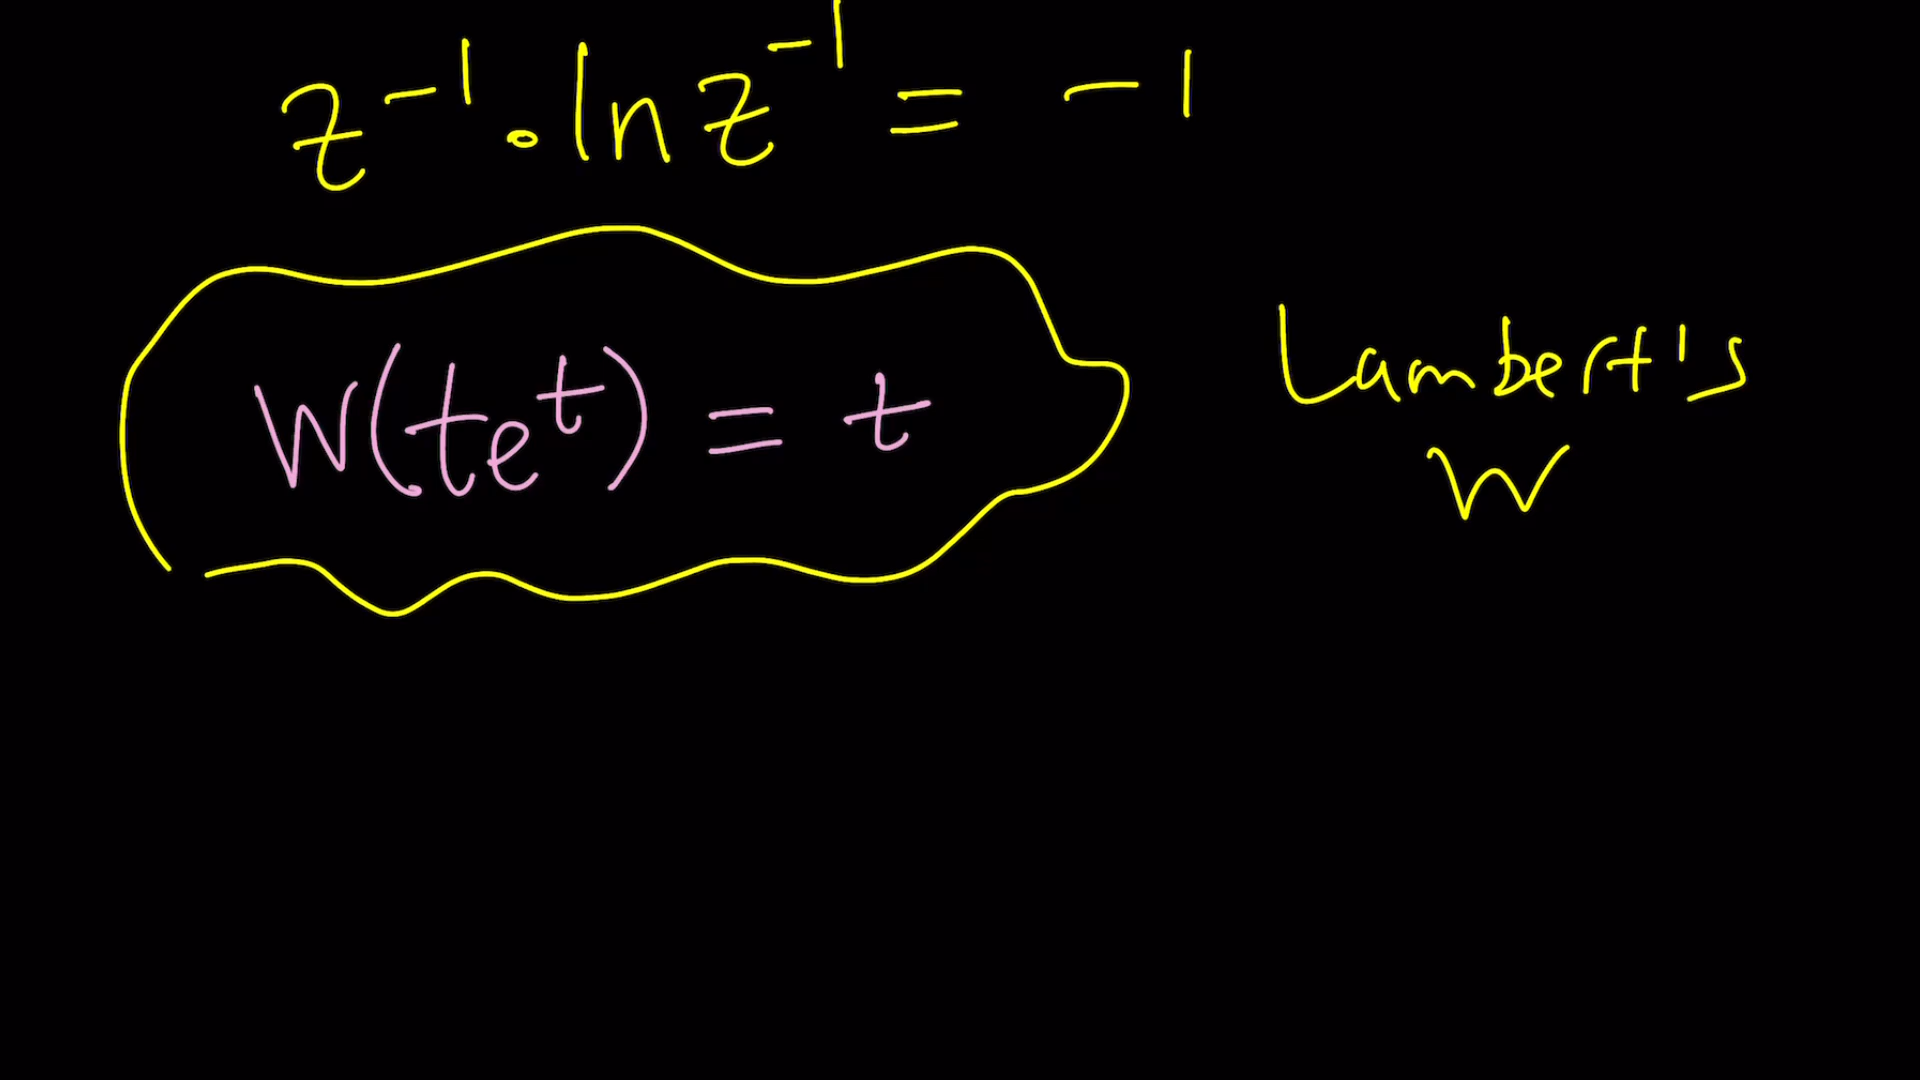 z⁻¹ · ln z⁻¹ = -1
W(teᵗ) = t
Lambert's
W